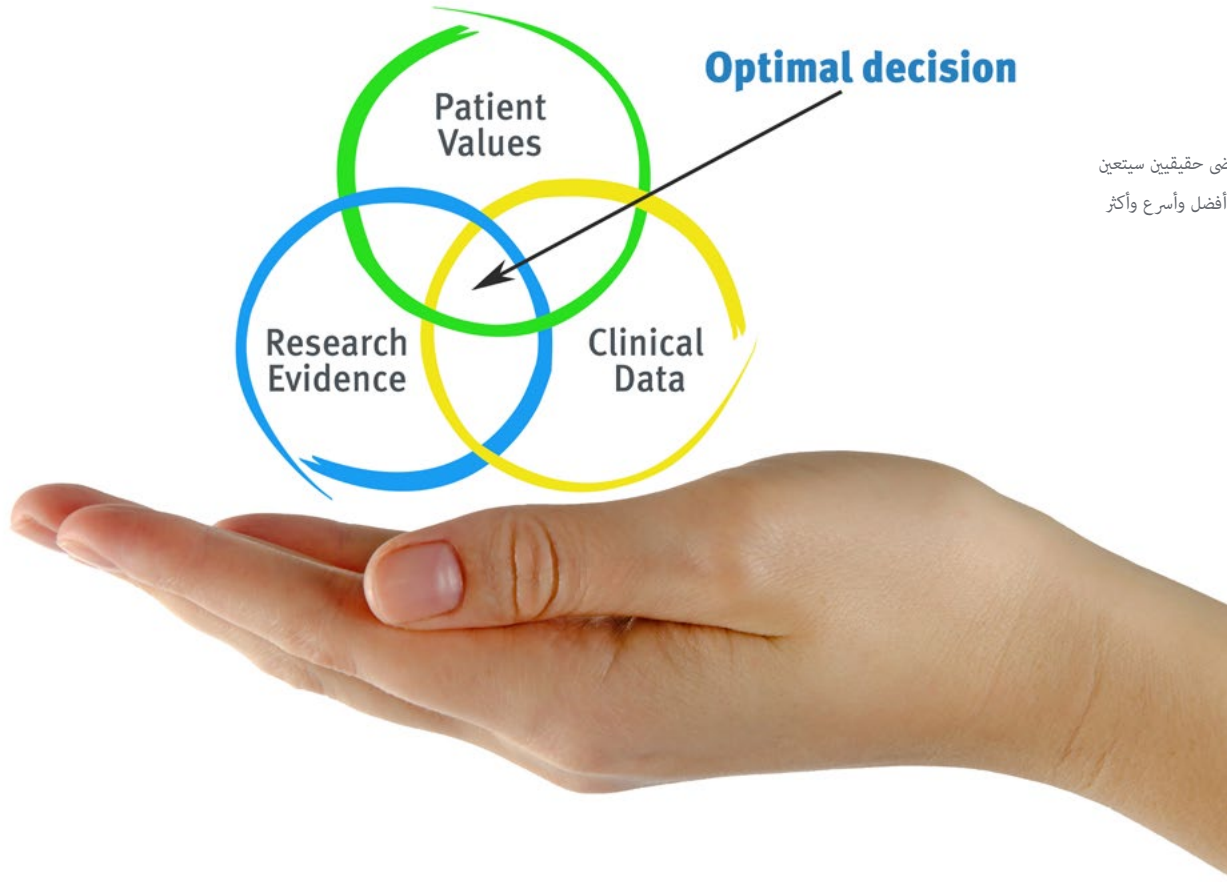 Optimal decision
Patient
Values
Research
Evidence
Clinical
Data
حقيقيين سيتعين
أفضل وأسرع وأكثر